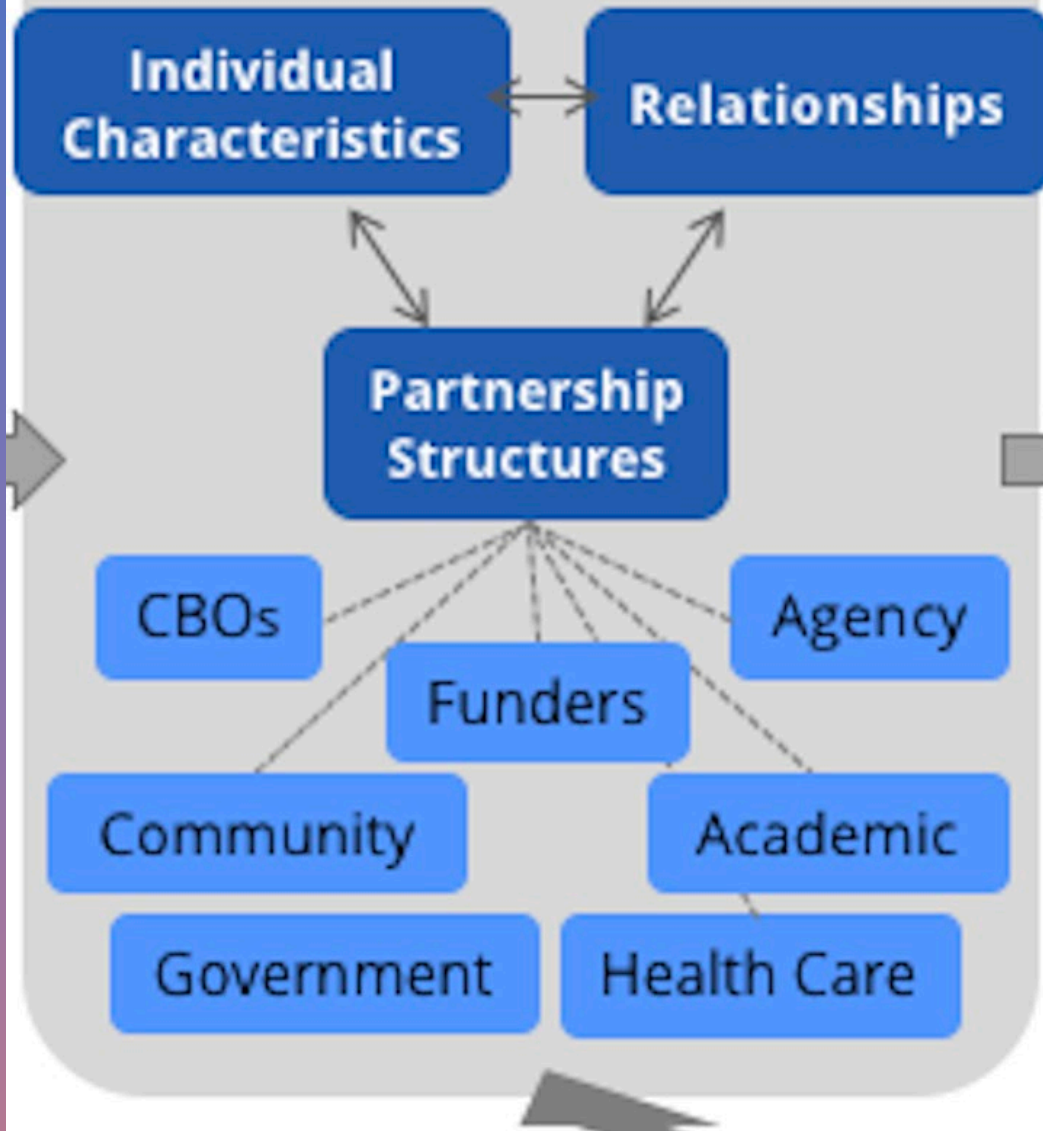 Individual
Characteristics
Relationships
Partnership
Structures
CBOs
Agency
Funders
Community
Academic
Government
Health Care